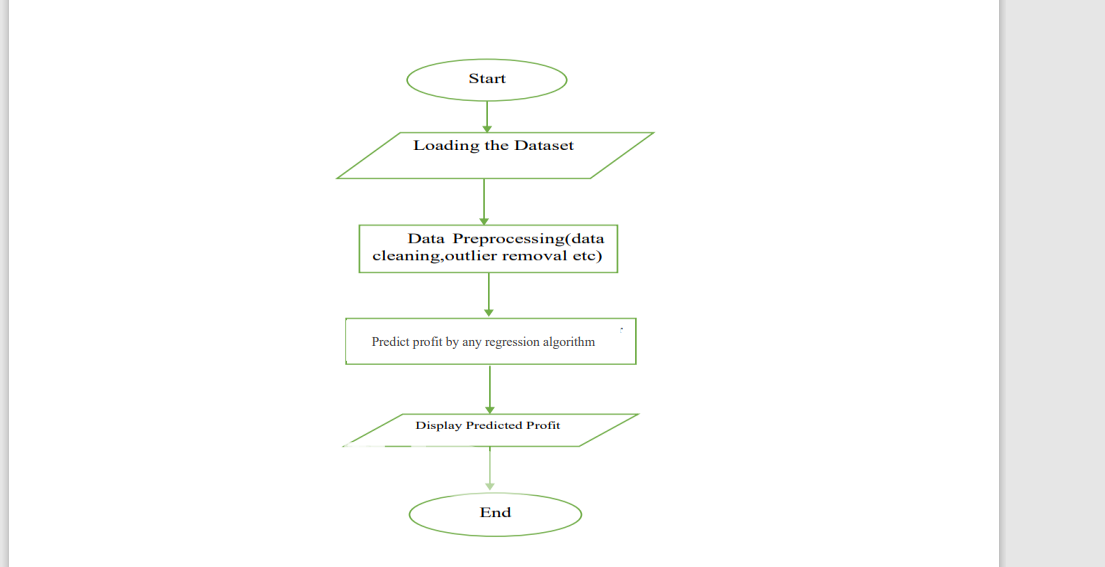 Start
Loading the Dataset
Data Preprocessing(data
cleaning,outlier removal etc)
Predict profit by any regression algorithm
Display Predicted Profit
End